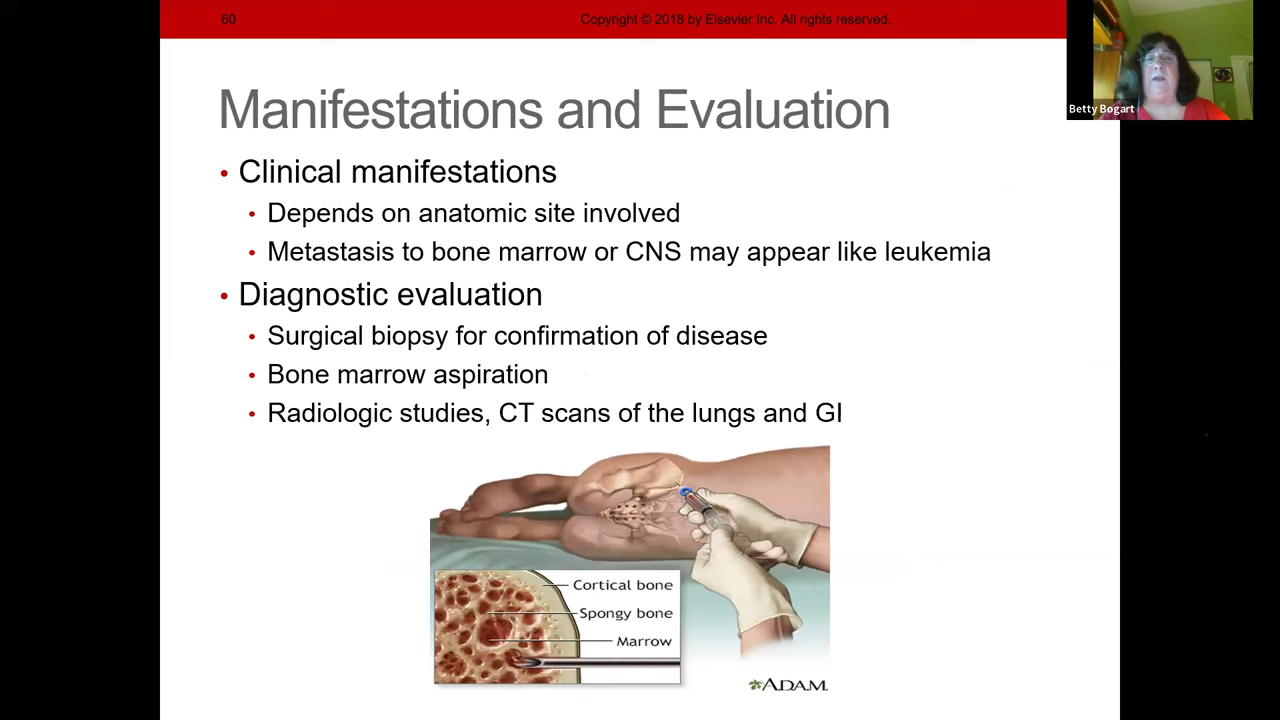 60
Copyright © 2018 by Elsevier Inc. All rights reserved.
Betty Bogart
Manifestations and Evaluation
• Clinical manifestations
• Depends on anatomic site involved
• Metastasis to bone marrow or CNS may appear like leukemia
• Diagnostic evaluation
• Surgical biopsy for confirmation of disease
• Bone marrow aspiration
• Radiologic studies, CT scans of the lungs and GI
Cortical bone
Spongy bone
Marrow
A.D.A.M.